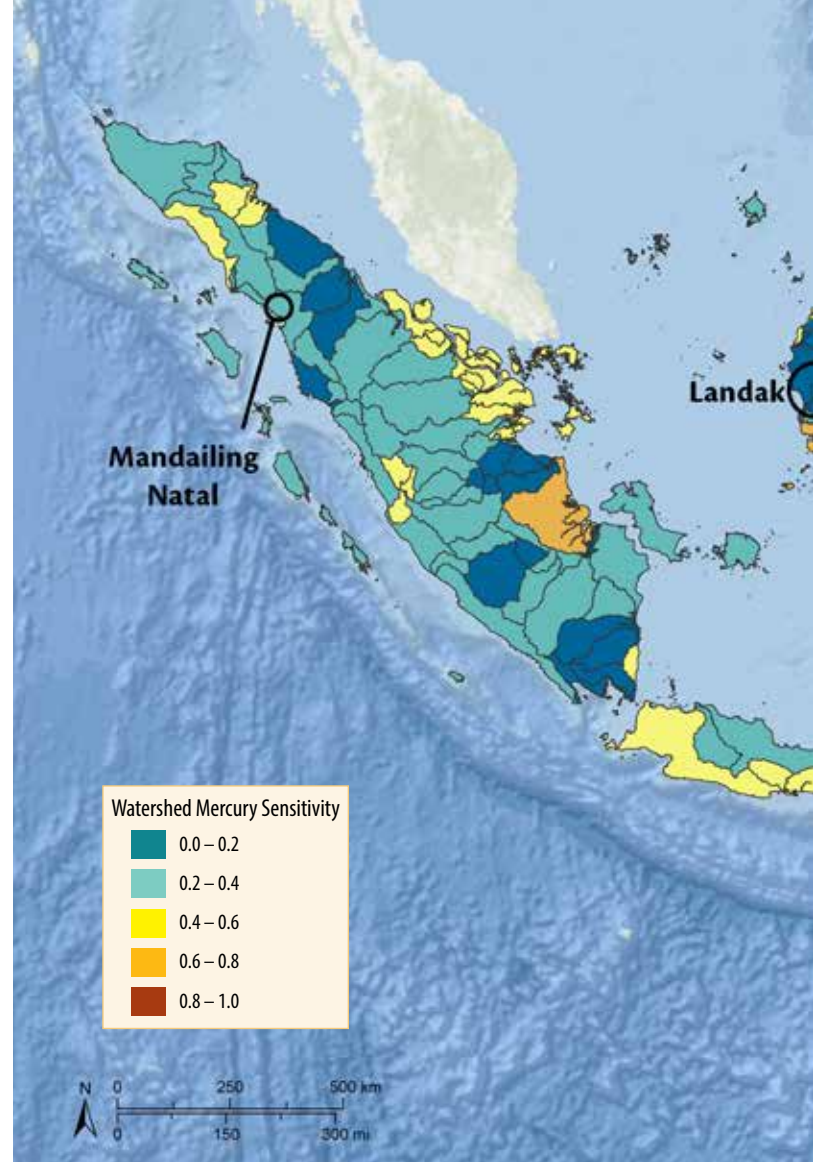 Landak
Mandailing
Natal
Watershed Mercury Sensitivity
0.0 – 0.2
0.2 – 0.4
0.4 – 0.6
0.6 – 0.8
0.8 – 1.0
N 0 250 500 km
0 150 300 mi